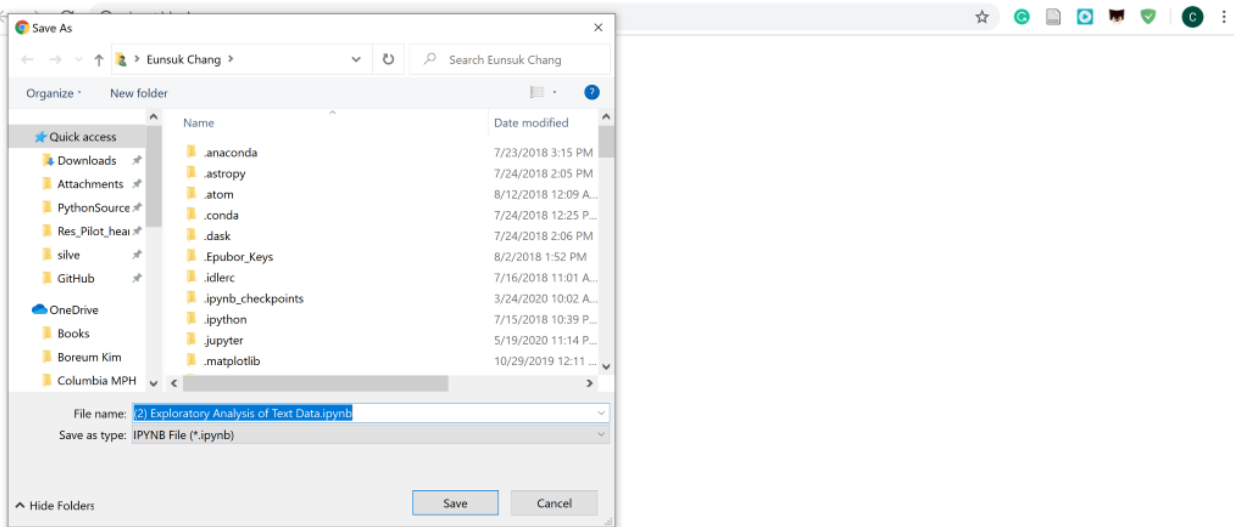 Save As
Eunsuk Chang
Search Eunsuk Chang
Organize
New folder
Name
Date modified
Quick access
Downloads
Attachments
PythonSource
Res_Pilot_hear
silve
GitHub
OneDrive
Books
Boreum Kim
Columbia MPH
.anaconda 7/23/2018 3:15 PM
.astropy 7/24/2018 2:05 PM
.atom 8/12/2018 12:09 A...
.conda 7/24/2018 12:25 P...
.dask 7/24/2018 2:06 PM
.Epubor_Keys 8/2/2018 1:52 PM
.idlerc 7/16/2018 11:01 A...
.ipynb_checkpoints 3/24/2020 10:02 A...
.ipython 7/15/2018 10:39 P...
.jupyter 5/19/2020 11:14 P...
.matplotlib 10/29/2019 12:11 ...
File name: (2) Exploratory Analysis of Text Data.ipynb
Save as type: IPYNB File (*.ipynb)
Hide Folders
Save
Cancel
C